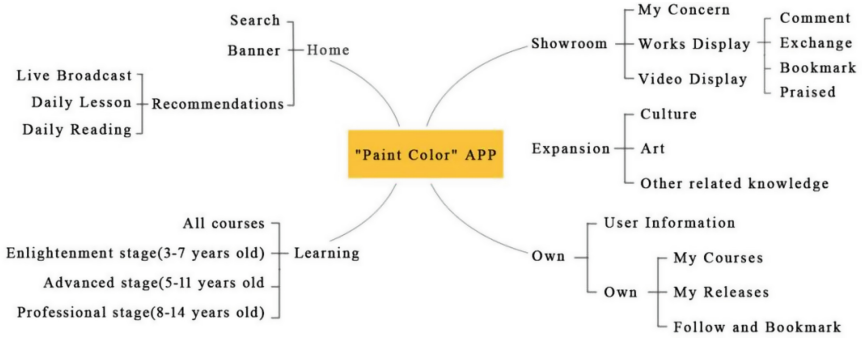 Search
Banner
Home
Live Broadcast
Daily Lesson
Daily Reading
Recommendations
"Paint Color" APP
All courses
Enlightenment stage(3-7 years old)
Advanced stage(5-11 years old
Professional stage(8-14 years old)
Learning
Showroom
My Concern
Works Display
Video Display
Comment
Exchange
Bookmark
Praised
Expansion
Culture
Art
Other related knowledge
Own
User Information
Own
My Courses
My Releases
Follow and Bookmark